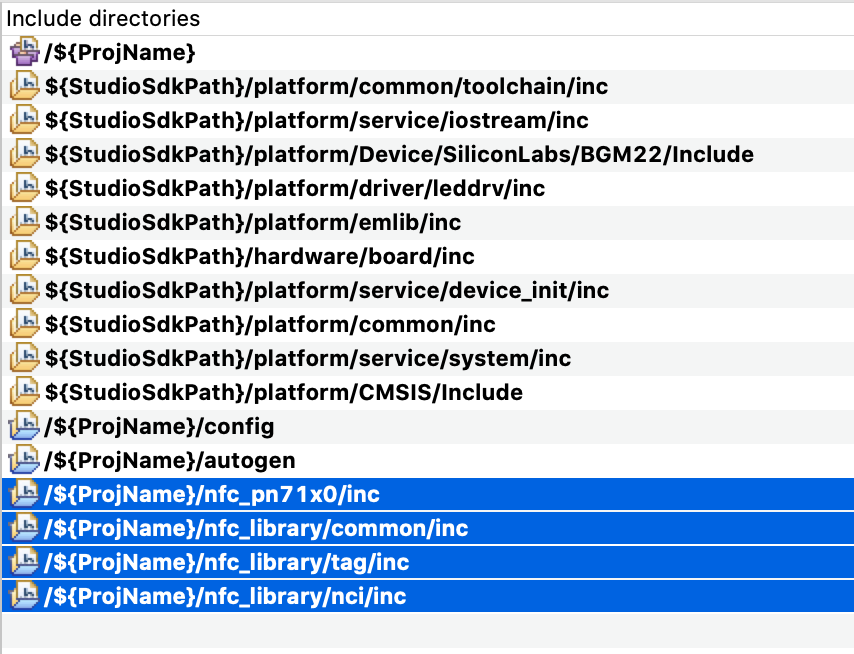 Include directories
/${ProjName}
${StudioSdkPath}/platform/common/toolchain/inc
${StudioSdkPath}/platform/service/iostream/inc
${StudioSdkPath}/platform/Device/SiliconLabs/BGM22/Include
${StudioSdkPath}/platform/driver/leddrv/inc
${StudioSdkPath}/platform/emlib/inc
${StudioSdkPath}/hardware/board/inc
${StudioSdkPath}/platform/service/device_init/inc
${StudioSdkPath}/platform/common/inc
${StudioSdkPath}/platform/service/system/inc
${StudioSdkPath}/platform/CMSIS/Include
/${ProjName}/config
/${ProjName}/autogen
/${ProjName}/nfc_pn71x0/inc
/${ProjName}/nfc_library/common/inc
/${ProjName}/nfc_library/tag/inc
/${ProjName}/nfc_library/nci/inc